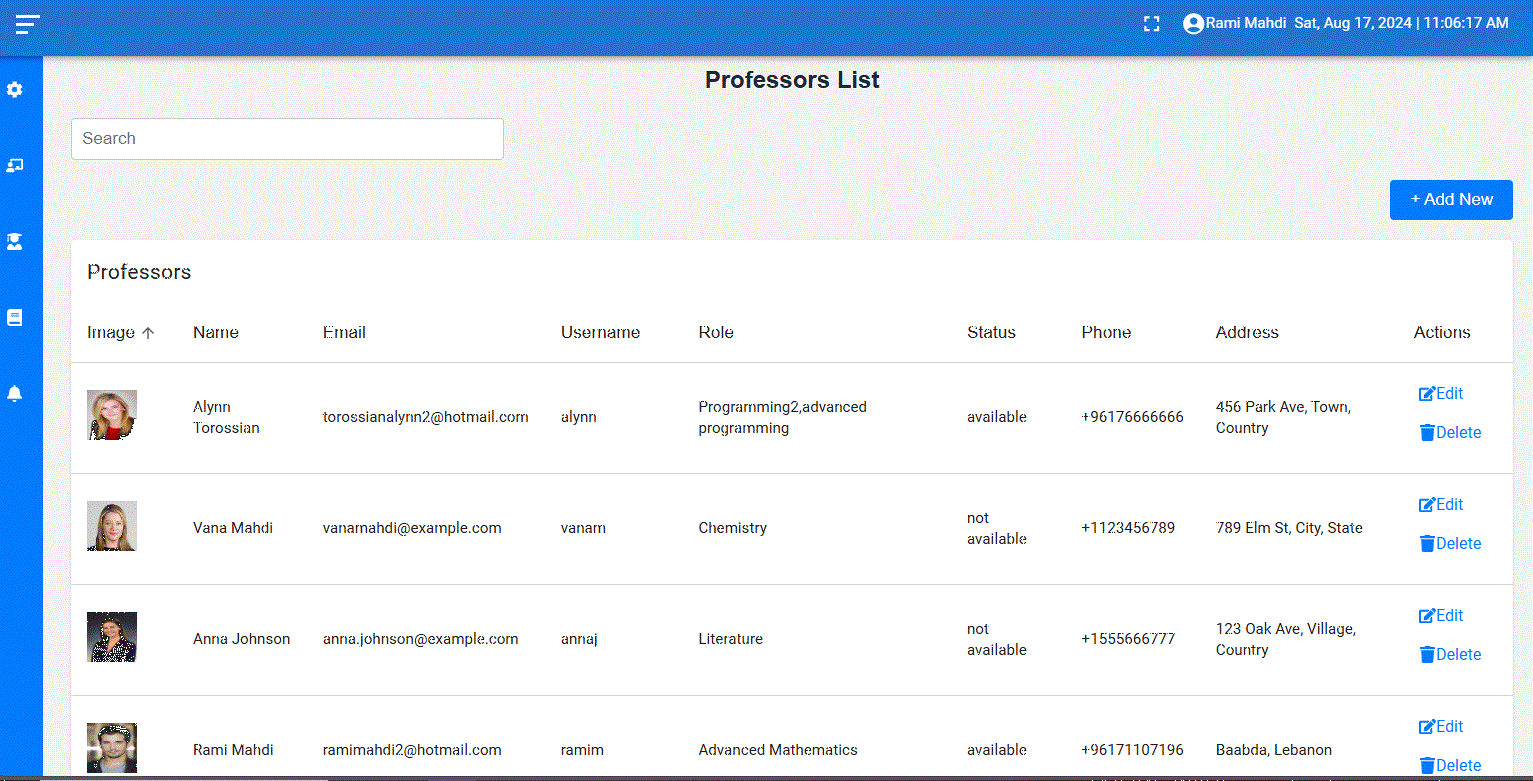 Rami Mahdi Sat, Aug 17, 2024 | 11:06:17 AM
Professors List
Search
+ Add New
Professors
Image Name Email Username Role Status Phone Address Actions
Alynn
Torossian
torossianalynn2@hotmail.com
alynn
Programming2,advanced
programming
available
+96176666666
456 Park Ave, Town,
Country
Edit
Delete
Vana Mahdi
vanamahdi@example.com
vanam
Chemistry
not
available
+1123456789
789 Elm St, City, State
Edit
Delete
Anna Johnson
anna.johnson@example.com
annaj
Literature
not
available
+1555666777
123 Oak Ave, Village,
Country
Edit
Delete
Rami Mahdi
ramimahdi2@hotmail.com
ramim
Advanced Mathematics
available
+96171107196
Baabda, Lebanon
Edit
Delete